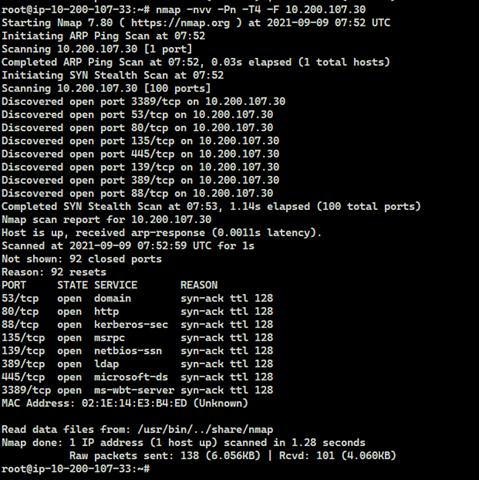 root@ip-10-200-107-33:~# nmap -nvv -Pn -T4 -F 10.200.107.30
Starting Nmap 7.80 ( https://nmap.org ) at 2021-09-09 07:52 UTC
Initiating ARP Ping Scan at 07:52
Scanning 10.200.107.30 [1 port]
Completed ARP Ping Scan at 07:52, 0.03s elapsed (1 total hosts)
Initiating SYN Stealth Scan at 07:52
Scanning 10.200.107.30 [100 ports]
Discovered open port 3389/tcp on 10.200.107.30
Discovered open port 53/tcp on 10.200.107.30
Discovered open port 80/tcp on 10.200.107.30
Discovered open port 135/tcp on 10.200.107.30
Discovered open port 445/tcp on 10.200.107.30
Discovered open port 139/tcp on 10.200.107.30
Discovered open port 389/tcp on 10.200.107.30
Discovered open port 88/tcp on 10.200.107.30
Completed SYN Stealth Scan at 07:53, 1.14s elapsed (100 total ports)
Nmap scan report for 10.200.107.30
Host is up, received arp-response (0.0011s latency).
Scanned at 2021-09-09 07:52:59 UTC for 1s
Not shown: 92 closed ports
Reason: 92 resets
PORT     STATE SERVICE       REASON
53/tcp   open  domain        syn-ack ttl 128
80/tcp   open  http          syn-ack ttl 128
88/tcp   open  kerberos-sec  syn-ack ttl 128
135/tcp  open  msrpc         syn-ack ttl 128
139/tcp  open  netbios-ssn   syn-ack ttl 128
389/tcp  open  ldap          syn-ack ttl 128
445/tcp  open  microsoft-ds  syn-ack ttl 128
3389/tcp open  ms-wbt-server syn-ack ttl 128
MAC Address: 02:1E:14:E3:B4:ED (Unknown)
Read data files from: /usr/bin/../share/nmap
Nmap done: 1 IP address (1 host up) scanned in 1.28 seconds
           Raw packets sent: 138 (6.056KB) | Rcvd: 101 (4.060KB)
root@ip-10-200-107-33:~#